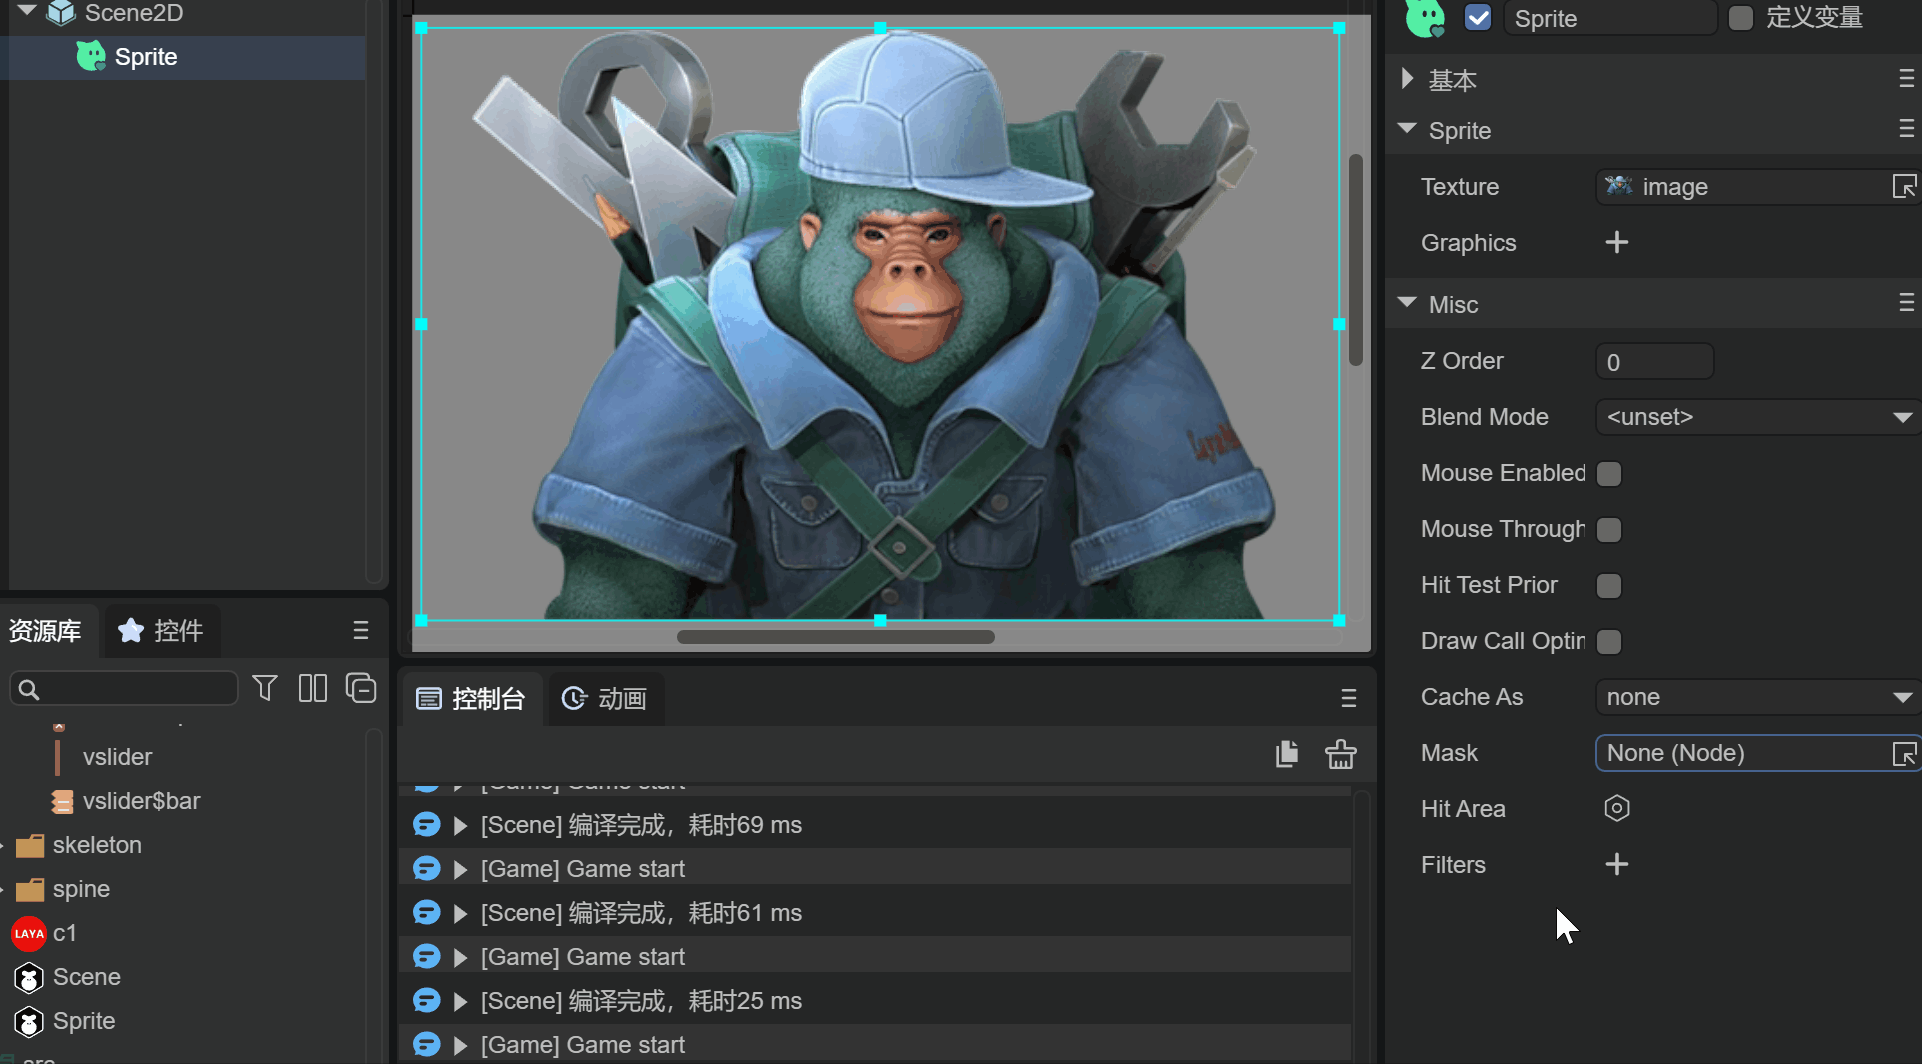 Scene2D
Sprite
资源库
控件
vslider
vslider$bar
skeleton
spine
LAYA
c1
Scene
Sprite
控制台
动画
[Game] Game start
[Scene] 编译完成，耗时69 ms
[Game] Game start
[Scene] 编译完成，耗时61 ms
[Game] Game start
[Scene] 编译完成，耗时25 ms
[Game] Game start
Sprite
定义变量
基本
Sprite
Texture
image
Graphics
Misc
Z Order
0
Blend Mode
<unset>
Mouse Enabled
Mouse Through
Hit Test Prior
Draw Call Optin
Cache As
none
Mask
None (Node)
Hit Area
Filters